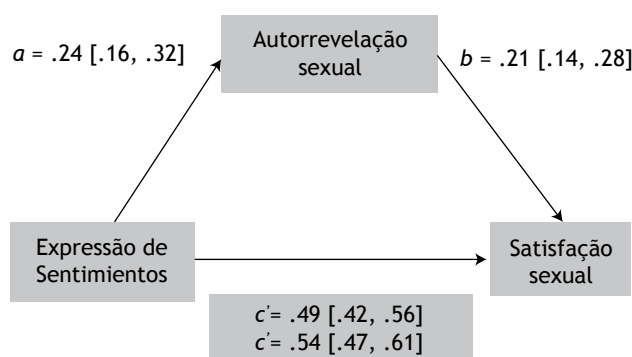 Autorrevelação
sexual
a = .24 [.16, .32]
b = .21 [.14, .28]
Expressão de
Sentimientos
Satisfação
sexual
c’= .49 [.42, .56]
c’= .54 [.47, .61]